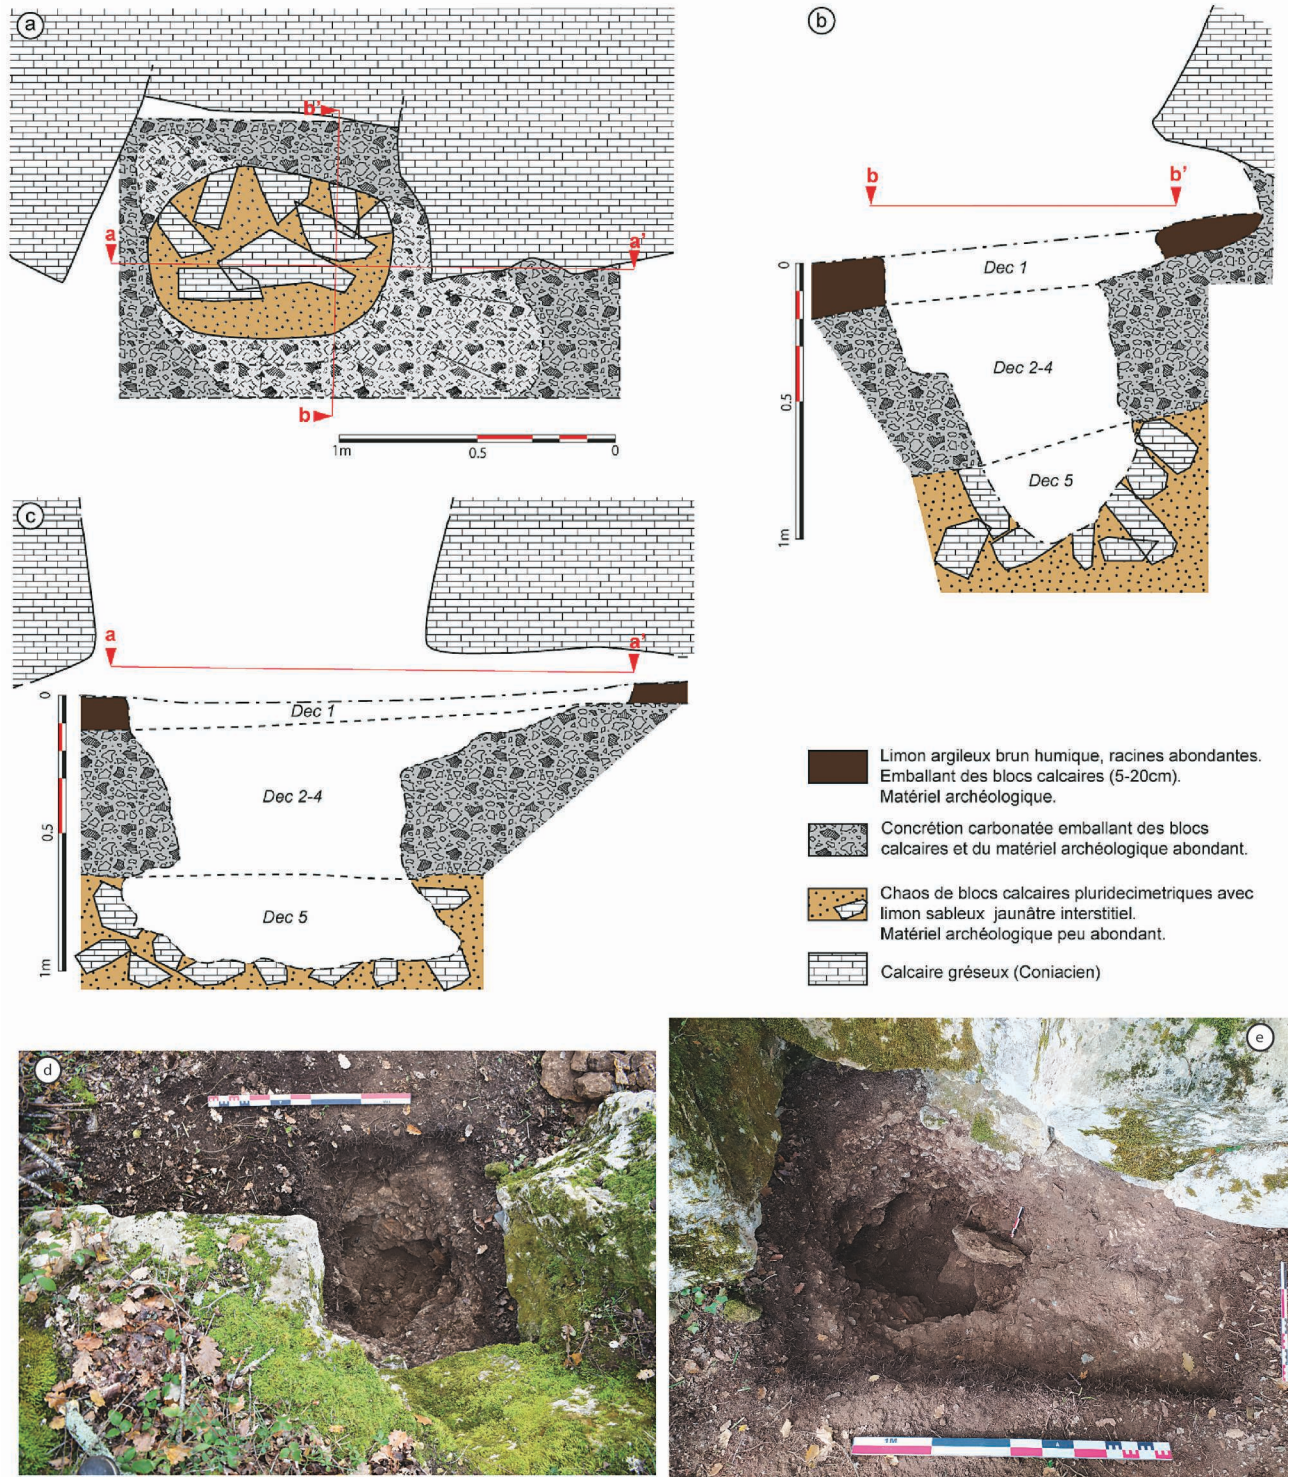 a
b'
a
a'
b
1m
0.5
0
b
b
b'
0
Dec 1
Dec 2-4
0.5
Dec 5
1m
c
a
a'
0
Dec 1
Dec 2-4
0.5
Dec 5
1m
Limon argileux brun humique, racines abondantes.
Emballant des blocs calcaires (5-20cm).
Matériel archéologique.
Concrétion carbonatée emballant des blocs
calcaires et du matériel archéologique abondant.
Chaos de blocs calcaires pluridecimetriques avec
limon sableux jaunâtre interstitiel.
Matériel archéologique peu abondant.
Calcaire gréseux (Coniacien)
d
e
1M